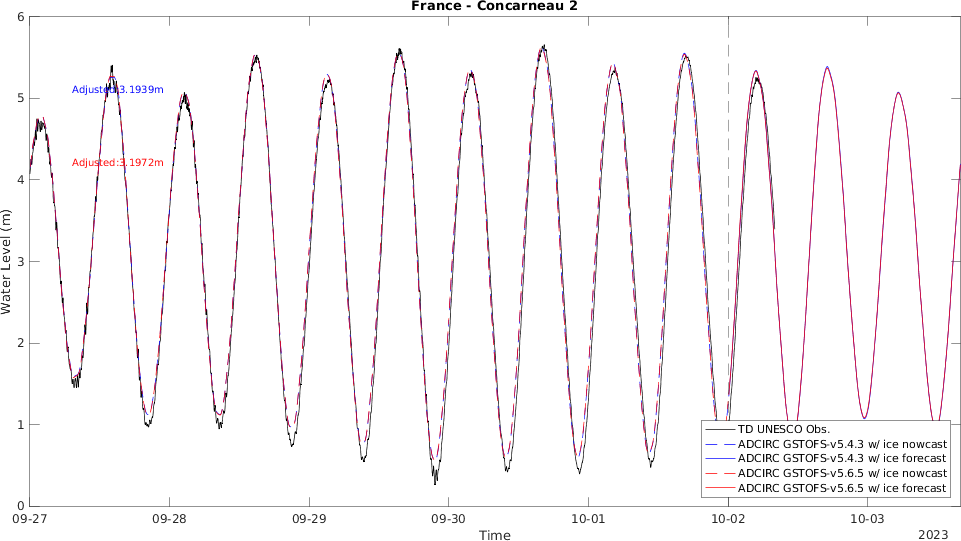 France - Concarneau 2
6
5
4
3
2
1
0
Water Level (m)
Adjusted:3.1939m
Adjusted:3.1972m
TD UNESCO Obs.
ADCIRC GSTOFS-v5.4.3 w/ ice nowcast
ADCIRC GSTOFS-v5.4.3 w/ ice forecast
ADCIRC GSTOFS-v5.6.5 w/ ice nowcast
ADCIRC GSTOFS-v5.6.5 w/ ice forecast
09-27 09-28 09-29 09-30 10-01 10-02 10-03
Time
2023